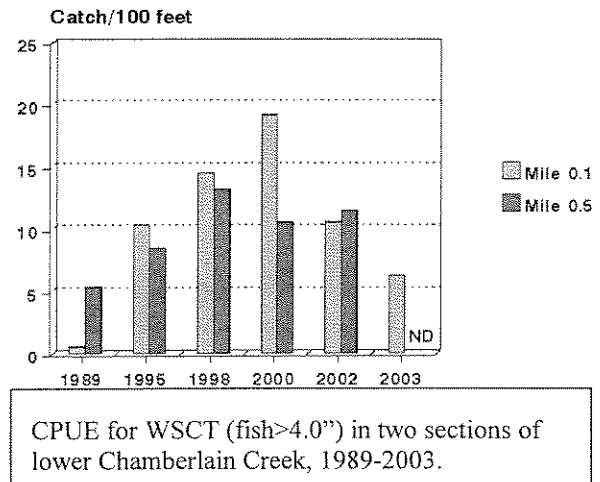 Catch/100 feet
25
20
15
10
5
0
1989 1995 1998 2000 2002 2003
ND
Mile 0.1
Mile 0.5
CPUE for WSCT (fish>4.0”) in two sections of
lower Chamberlain Creek, 1989-2003.